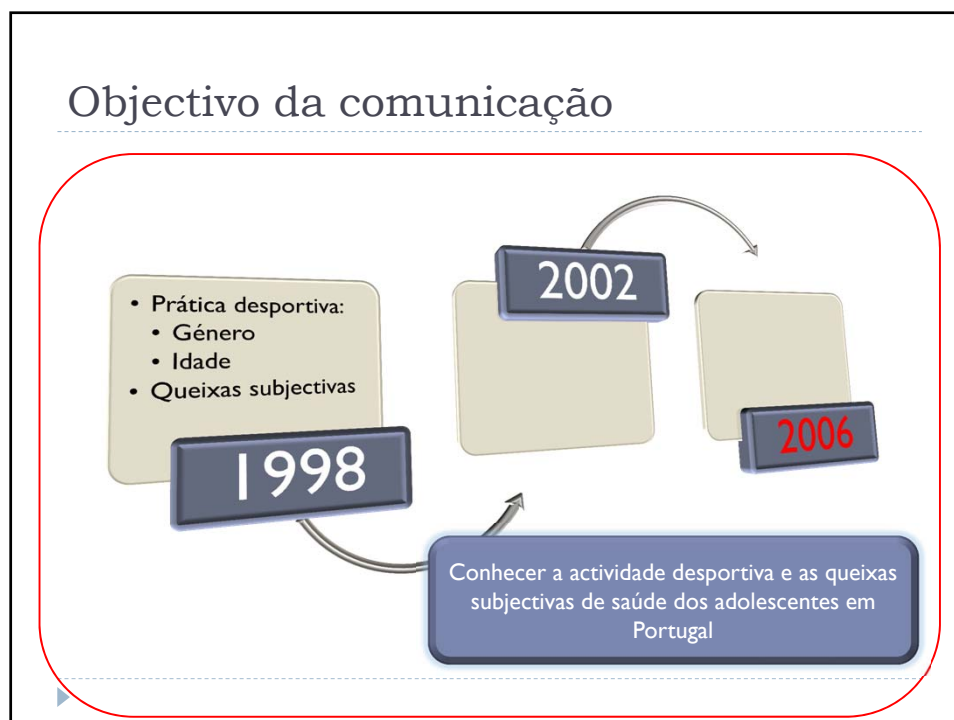 Objectivo da comunicação
• Prática desportiva:
• Género
• Idade
• Queixas subjectivas
1998
2002
2006
Conhecer a actividade desportiva e as queixas
subjectivas de saúde dos adolescentes em
Portugal